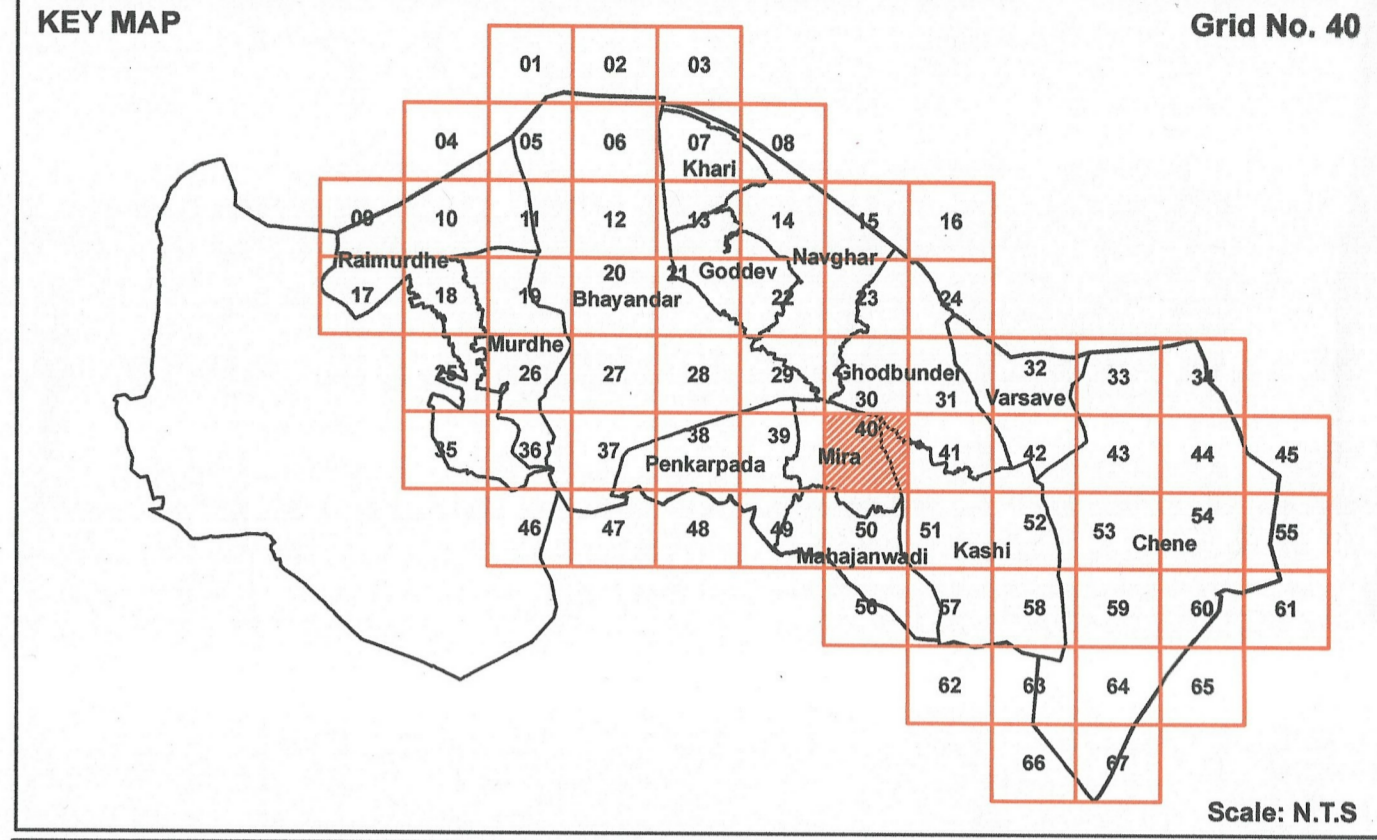 KEY MAP
Grid No. 40
01 02 03
04 05 06 07 08
Khari
09 10 11 12 13 14 15 16
Raimurdhe
Navghar
Goddev
17 18 19 20 21 22 23 24
Bhayandar
Murdhe
25 26 27 28 29 30 31 32 33 34
Ghodbunder
Varsave
35 36 37 38 39 40 41 42 43 44 45
Penkarpada
Mira
46 47 48 49 50 51 52 53 54 55
Mahajanwadi
Kashi
Chene
56 57 58 59 60 61
62 63 64 65
66 67
Scale: N.T.S